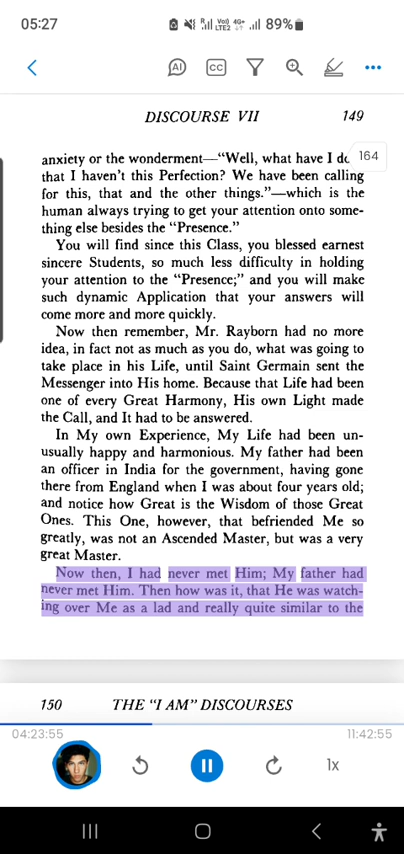 05:27
R Voi) LTE2 4G+ 89%
AI CC
DISCOURSE VII 149
164
anxiety or the wonderment—“Well, what have I
that I haven’t this Perfection? We have been calling
for this, that and the other things.”—which is the
human always trying to get your attention onto some-
thing else besides the “Presence.”
You will find since this Class, you blessed earnest
sincere Students, so much less difficulty in holding
your attention to the “Presence;” and you will make
such dynamic Application that your answers will
come more and more quickly.
Now then remember, Mr. Rayborn had no more
idea, in fact not as much as you do, what was going to
take place in his Life, until Saint Germain sent the
Messenger into His home. Because that Life had been
one of every Great Harmony, His own Light made
the Call, and It had to be answered.
In My own Experience, My Life had been un-
usually happy and harmonious. My father had been
an officer in India for the government, having gone
there from England when I was about four years old;
and notice how Great is the Wisdom of those Great
Ones. This One, however, that befriended Me so
greatly, was not an Ascended Master, but was a very
great Master.
Now then, I had never met Him; My father had
never met Him. Then how was it, that He was watch-
ing over Me as a lad and really quite similar to the
150 THE “I AM” DISCOURSES
04:23:55 11:42:55
1x